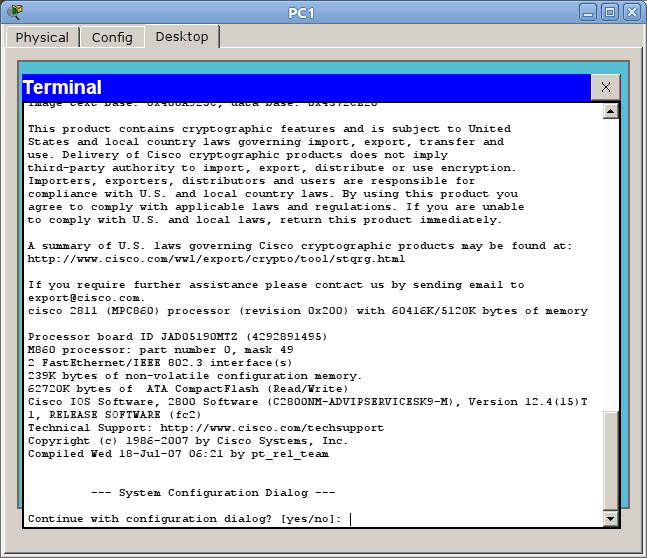 PC1
Physical Config Desktop
Terminal
This product contains cryptographic features and is subject to United
States and local country laws governing import, export, transfer and
use. Delivery of Cisco cryptographic products does not imply
third-party authority to import, export, distribute or use encryption.
Importers, exporters, distributors and users are responsible for
compliance with U.S. and local country laws. By using this product you
agree to comply with applicable laws and regulations. If you are unable
to comply with U.S. and local laws, return this product immediately.
A summary of U.S. laws governing Cisco cryptographic products may be found at:
http://www.cisco.com/wwl/export/crypto/tool/stqrg.html
If you require further assistance please contact us by sending email to
export@cisco.com.
cisco 2811 (MPC860) processor (revision 0x200) with 60416K/5120K bytes of memory
Processor board ID JAD05190MTZ (4292891495)
M860 processor: part number 0, mask 49
2 FastEthernet/IEEE 802.3 interface(s)
239K bytes of non-volatile configuration memory.
62720K bytes of ATA CompactFlash (Read/Write)
Cisco IOS Software, 2800 Software (C2800NM-ADVIPSERVICESK9-M), Version 12.4(15)T
1, RELEASE SOFTWARE (fc2)
Technical Support: http://www.cisco.com/techsupport
Copyright (c) 1986-2007 by Cisco Systems, Inc.
Compiled Wed 18-Jul-07 06:21 by pt_rel_team
--- System Configuration Dialog ---
Continue with configuration dialog? [yes/no]: